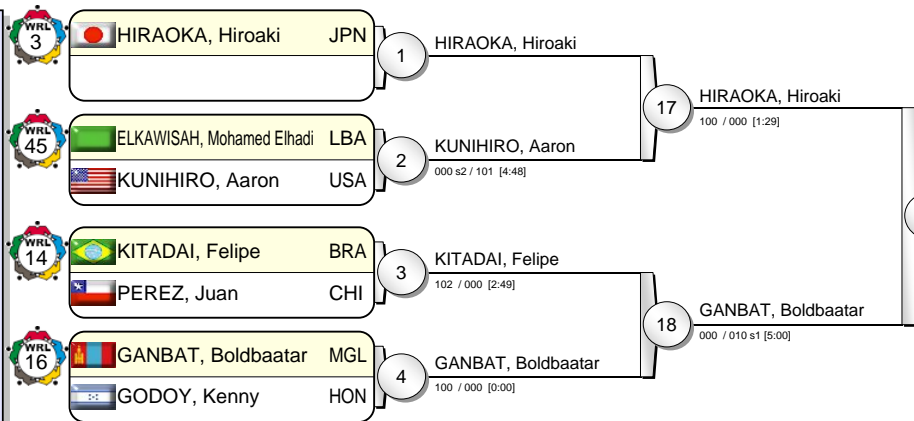 WRL
3
HIRAOKA, Hiroaki JPN
1
HIRAOKA, Hiroaki
17
HIRAOKA, Hiroaki
100 / 000 [1:29]
WRL
45
ELKAWISAH, Mohamed Elhadi LBA
KUNIHIRO, Aaron USA
2
KUNIHIRO, Aaron
000 s2 / 101 [4:48]
WRL
14
KITADAI, Felipe BRA
PEREZ, Juan CHI
3
KITADAI, Felipe
102 / 000 [2:49]
18
GANBAT, Boldbaatar
000 / 010 s1 [5:00]
WRL
16
GANBAT, Boldbaatar MGL
GODOY, Kenny HON
4
GANBAT, Boldbaatar
100 / 000 [0:00]